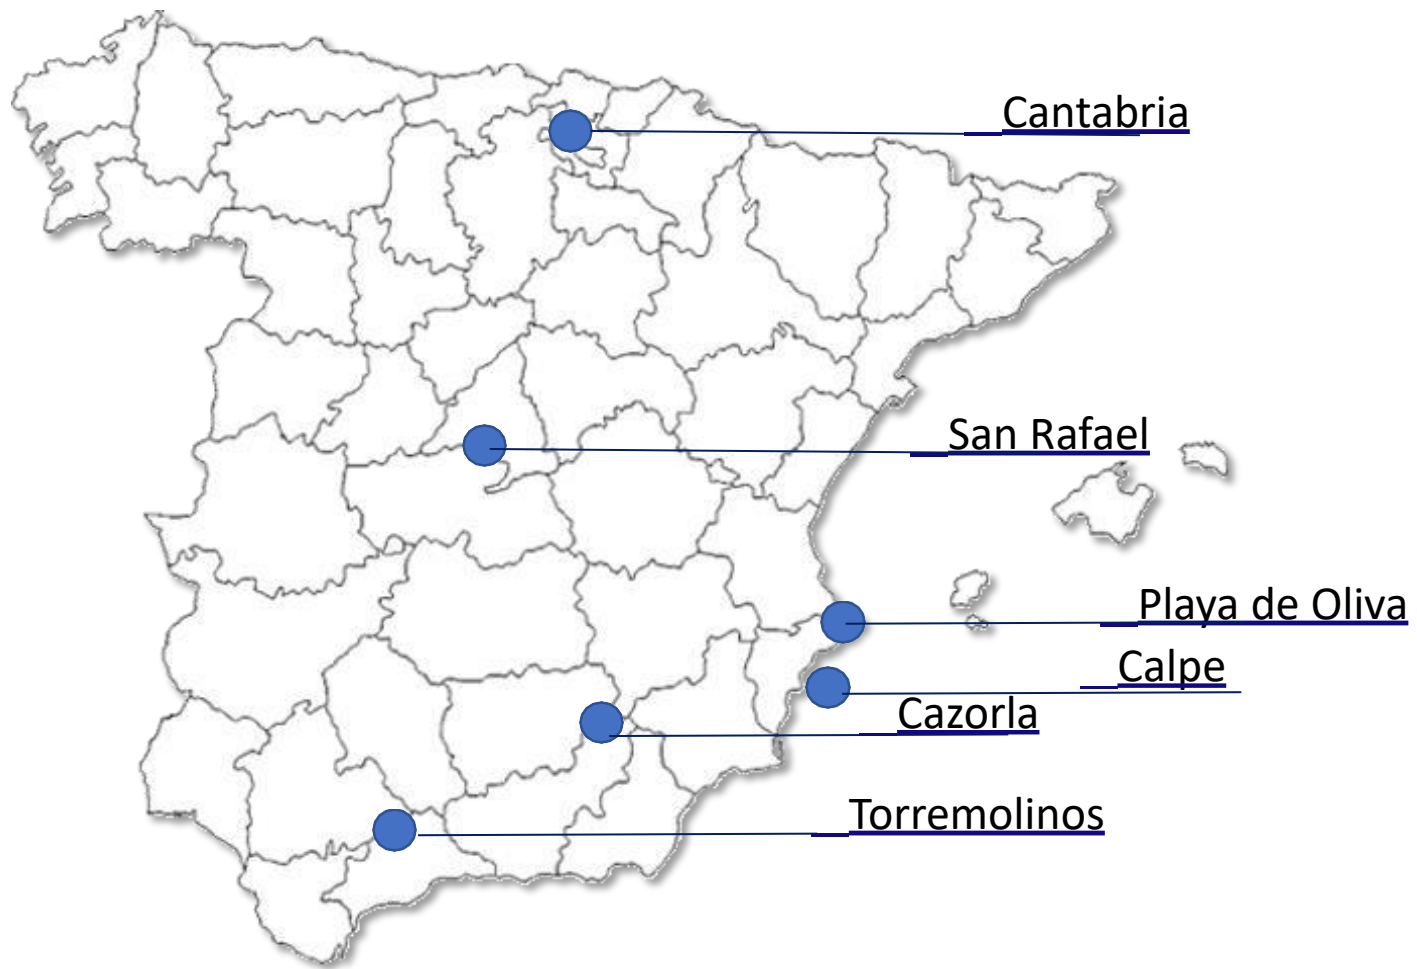 Cantabria
San Rafael
Playa de Oliva
Calpe
Cazorla
Torremolinos